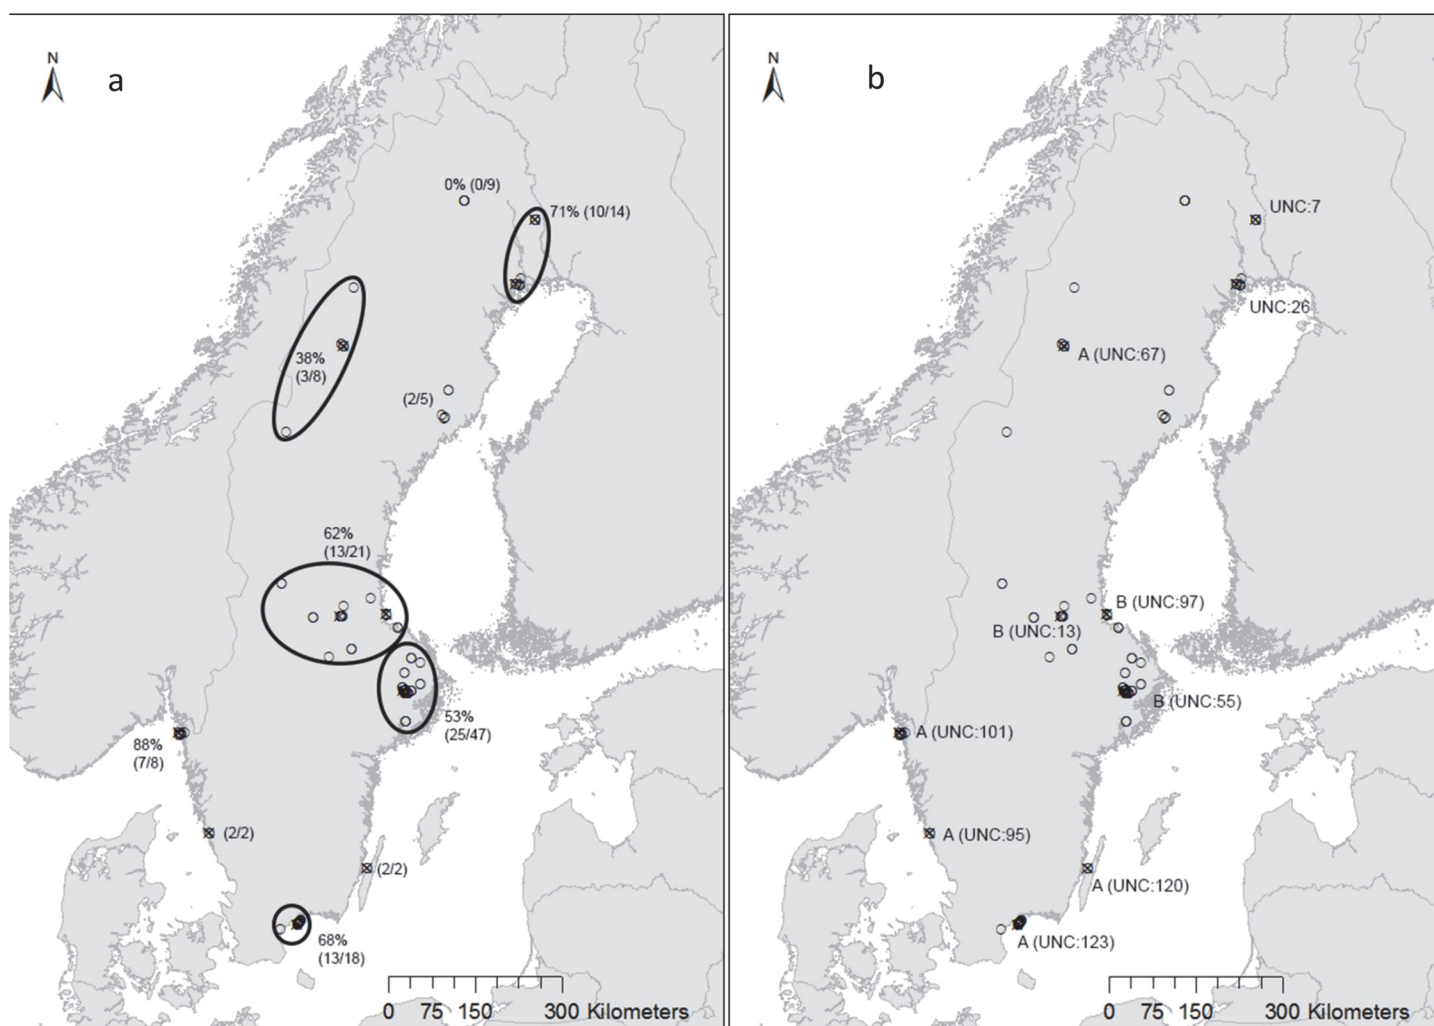 N
a
0% (0/9)
71% (10/14)
38%
(3/8)
(2/5)
62%
(13/21)
53%
(25/47)
88%
(7/8)
(2/2)
(2/2)
68%
(13/18)
0 75 150 300 Kilometers
N
b
UNC:7
UNC:26
A (UNC:67)
B (UNC:97)
B (UNC:13)
B (UNC:55)
A (UNC:101)
A (UNC:95)
A (UNC:120)
A (UNC:123)
0 75 150 300 Kilometers